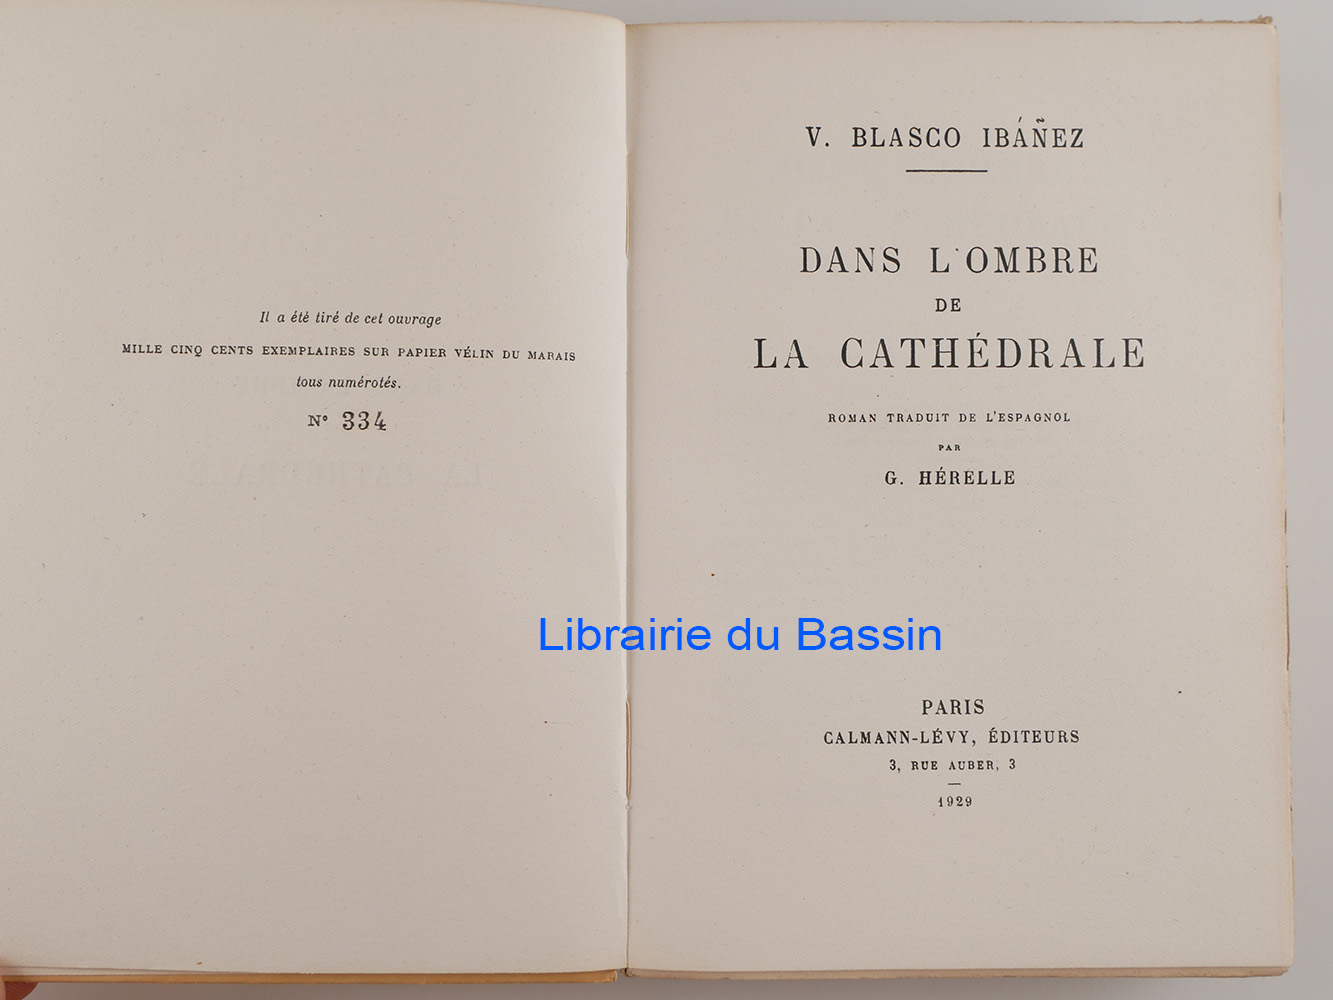 Il a été tiré de cet ouvrage
MILLE CINQ CENTS EXEMPLAIRES SUR PAPIER VÉLIN DU MARAIS
tous numérotés.
N° 334
V. BLASCO IBÁÑEZ
DANS L'OMBRE
DE
LA CATHÉDRALE
ROMAN TRADUIT DE L'ESPAGNOL
PAR
G. HÉRELLE
Librairie du Bassin
PARIS
CALMANN-LÉVY, ÉDITEURS
3, RUE AUBER, 3
1929